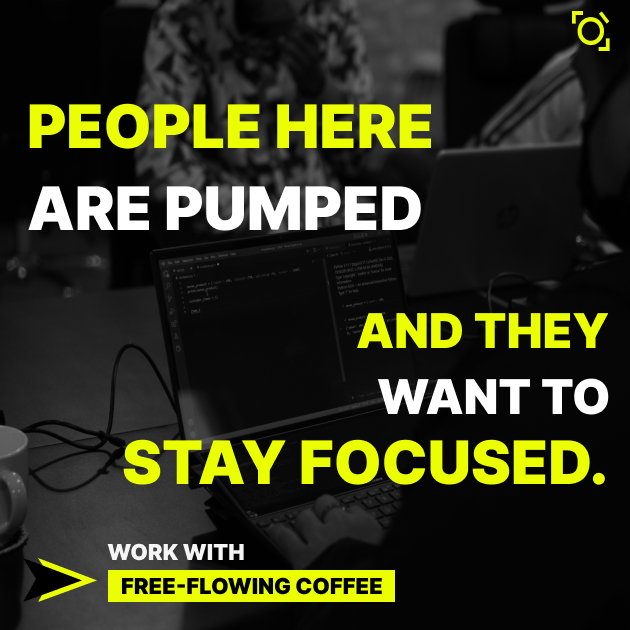 PEOPLE HERE
ARE PUMPED
AND THEY
WANT TO
STAY FOCUSED.
WORK WITH
FREE-FLOWING COFFEE